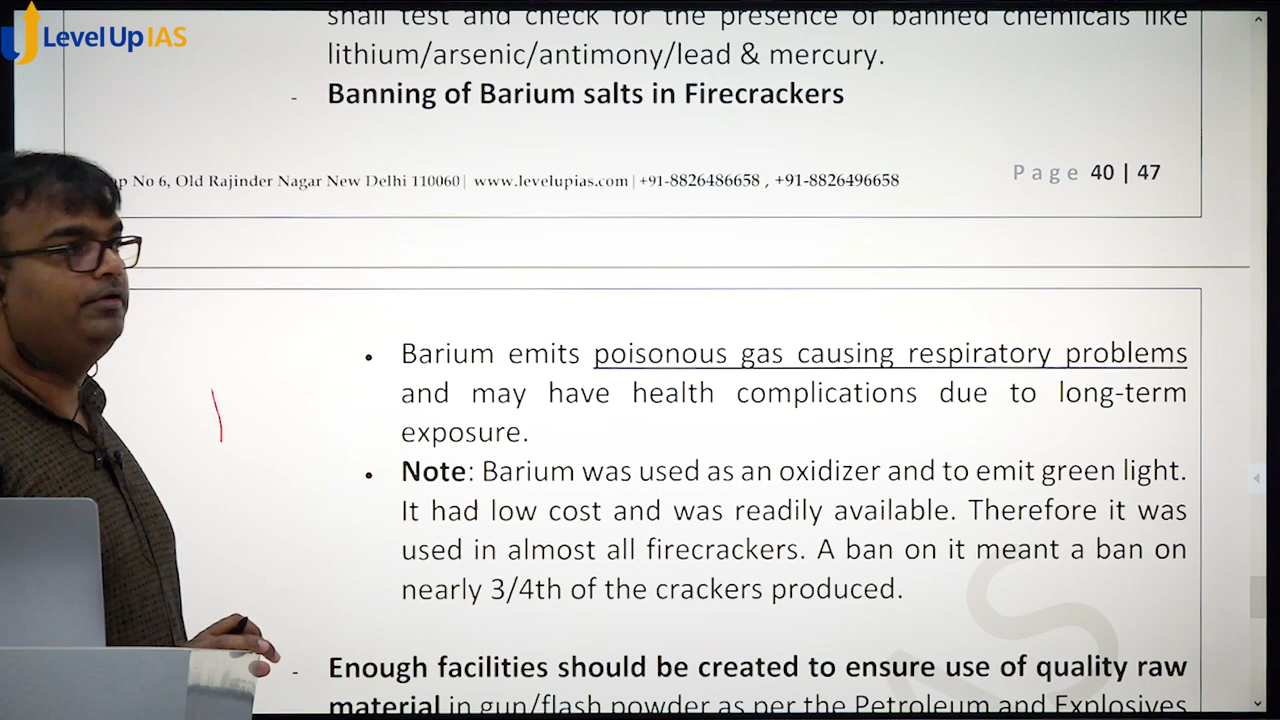 Level Up IAS
shall test and check for the presence of banned chemicals like
lithium/arsenic/antimony/lead & mercury.
- Banning of Barium salts in Firecrackers
No 6, Old Rajinder Nagar New Delhi 110060| www.levelupias.com | +91-8826486658 , +91-8826496658
Page 40 | 47
• Barium emits poisonous gas causing respiratory problems
and may have health complications due to long-term
exposure.
• Note: Barium was used as an oxidizer and to emit green light.
It had low cost and was readily available. Therefore it was
used in almost all firecrackers. A ban on it meant a ban on
nearly 3/4th of the crackers produced.
- Enough facilities should be created to ensure use of quality raw
material in gun/flash powder as per the Petroleum and Explosives